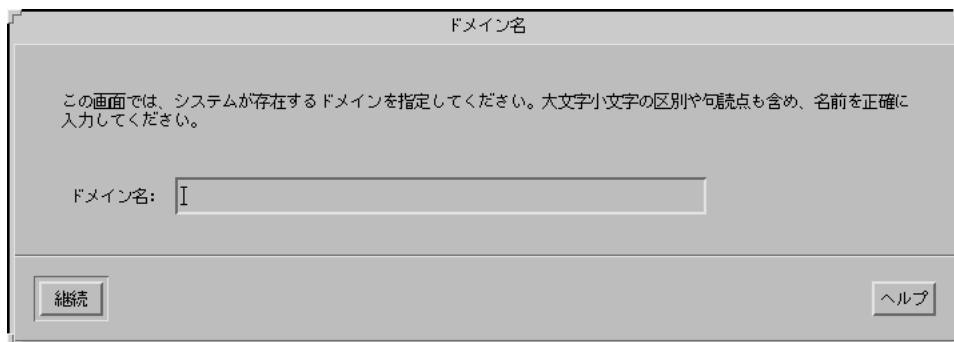 ドメイン名
この画面では、システムが存在するドメインを指定してください。大文字小文字の区別や句読点も含め、名前を正確に
入力してください。
ドメイン名:
継続
ヘルプ